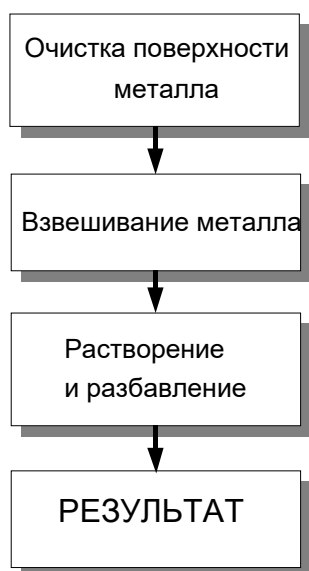 Очистка поверхности
металла
Взвешивание металла
Растворение
и разбавление
РЕЗУЛЬТАТ